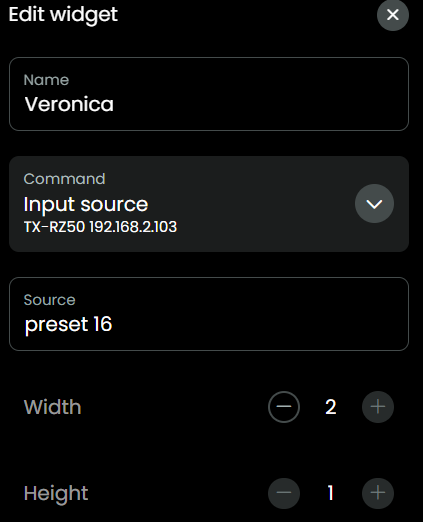 Edit widget
Name
Veronica
Command
Input source
TX-RZ50 192.168.2.103
Source
preset 16
Width
2
Height
1